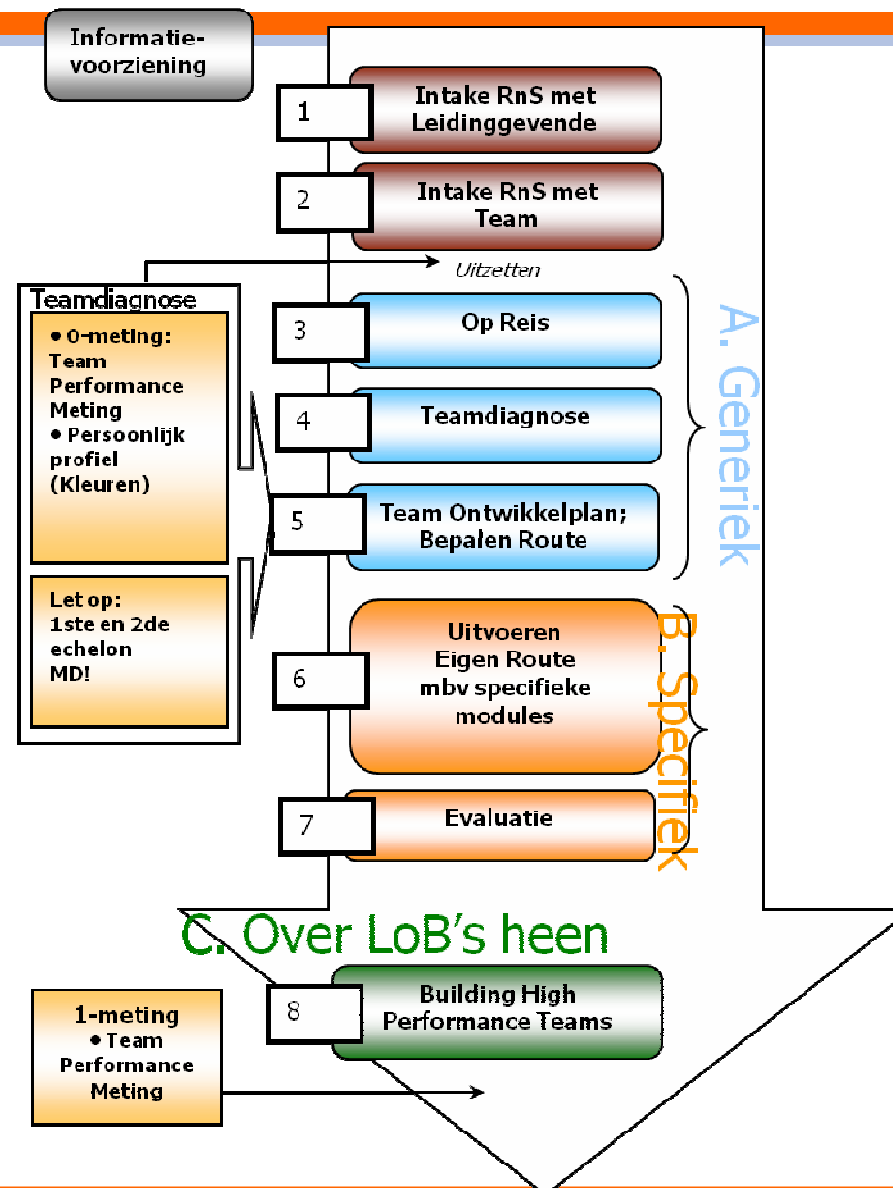 Informatie-
voorziening
1
Intake RnS met
Leidinggevende
2
Intake RnS met
Team
Uitzetten
Teamdiagnose
• 0-meting:
Team
Performance
Meting
• Persoonlijk
profiel
(Kleuren)
Let op:
1ste en 2de
echelon
MD!
3
Op Reis
4
Teamdiagnose
5
Team Ontwikkelplan;
Bepalen Route
A. Generiek
6
Uitvoeren
Eigen Route
mbv specifieke
modules
7
Evaluatie
B. Specifiek
C. Over LoB's heen
8
Building High
Performance Teams
1-meting
• Team
Performance
Meting